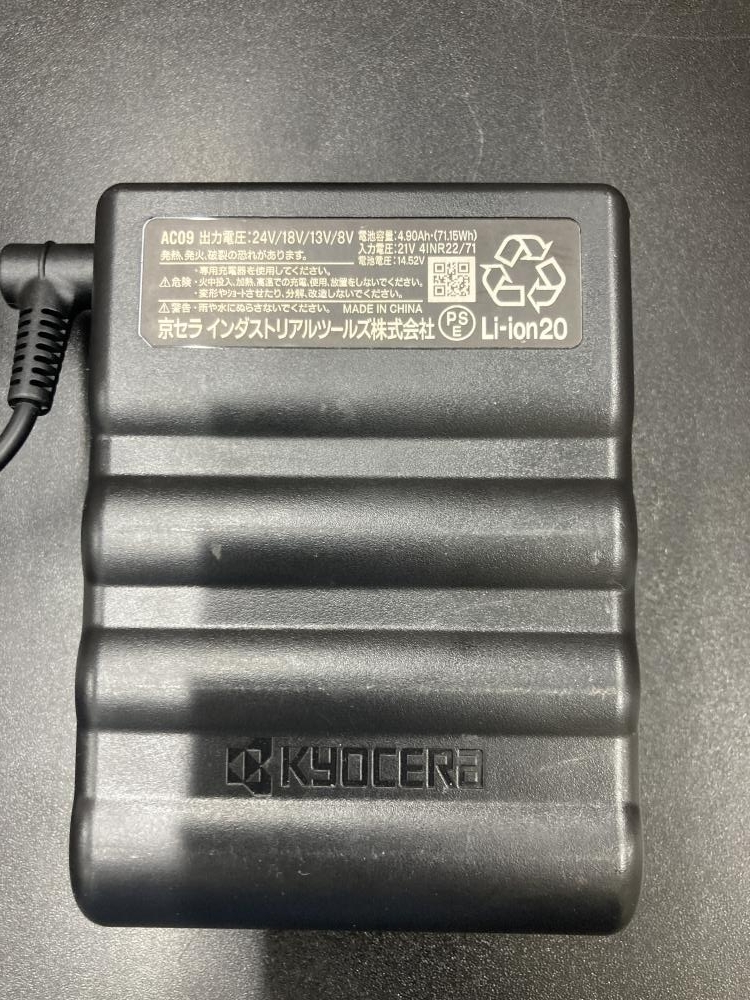 AC09 出力電圧:24V/18V/13V/8V
電池容量:4.90Ah・(71.15Wh)
入力電圧:21V 4INR22/71
電池電圧:14.52V
発熱、発火、破裂の恐れがあります。
⚠危険・専用充電器を使用してください。
・火中投入、加熱、高温での充電、使用、放置をしないでください。
・変形やショートさせたり、分解、改造しないでください。
⚠警告・雨や水にぬらさないでください。 MADE IN CHINA
京セラ インダストリアルツールズ株式会社 PSE Li-ion20
KYOCERA